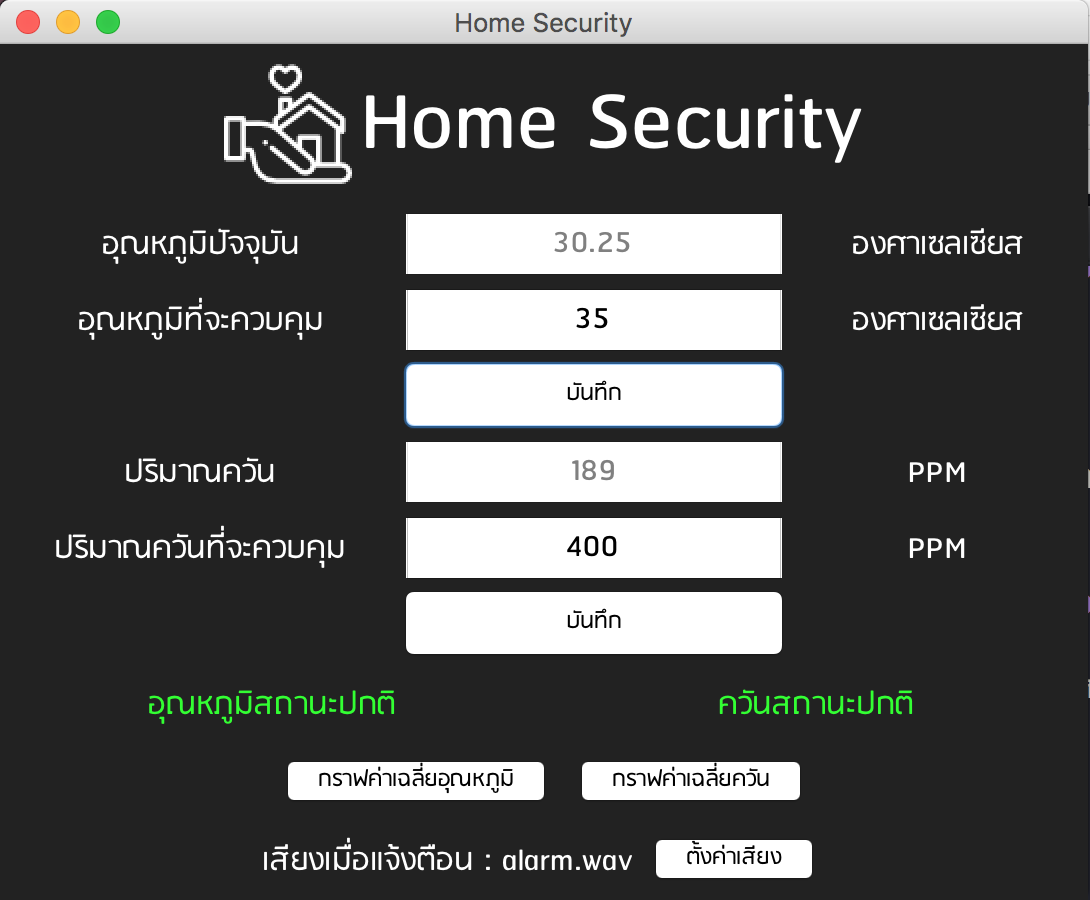 Home Security
Home Security
อุณหภูมิปัจจุบัน 30.25 องศาเซลเซียส
อุณหภูมิที่จะควบคุม 35 องศาเซลเซียส
บันทึก
ปริมาณควัน 189 PPM
ปริมาณควันที่จะควบคุม 400 PPM
บันทึก
อุณหภูมิสถานะปกติ ควันสถานะปกติ
กราฟค่าเฉลี่ยอุณหภูมิ กราฟค่าเฉลี่ยควัน
เสียงเมื่อแจ้งตือน : alarm.wav ตั้งค่าเสียง